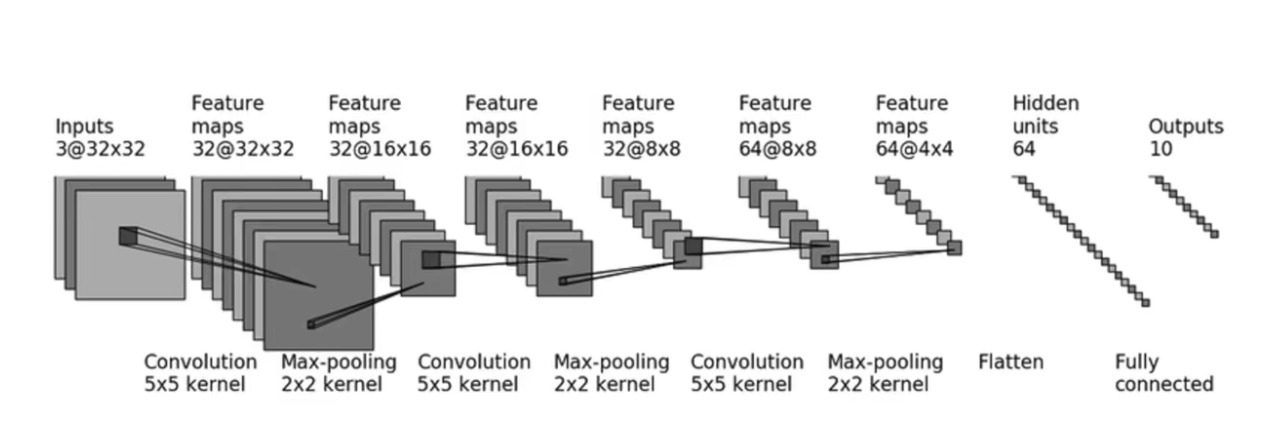 Inputs
3@32x32
Feature
maps
32@32x32
Feature
maps
32@16x16
Feature
maps
32@16x16
Feature
maps
32@8x8
Feature
maps
64@8x8
Feature
maps
64@4x4
Hidden
units
64
Outputs
10
Convolution
5x5 kernel
Max-pooling
2x2 kernel
Convolution
5x5 kernel
Max-pooling
2x2 kernel
Convolution
5x5 kernel
Max-pooling
2x2 kernel
Flatten
Fully
connected